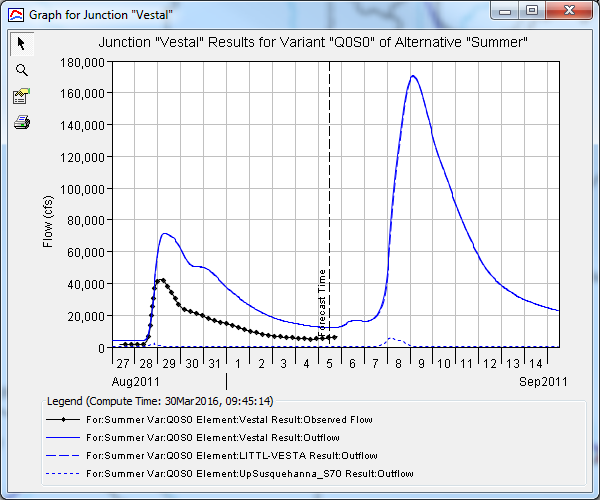 Graph for Junction "Vestal"
Junction "Vestal" Results for Variant "Q0S0" of Alternative "Summer"
180,000
160,000
140,000
120,000
100,000
80,000
60,000
40,000
20,000
0
Flow (cfs)
Forecast Time
27 28 29 30 31 1 2 3 4 5 6 7 8 9 10 11 12 13 14
Aug2011 Sep2011
Legend (Compute Time: 30Mar2016, 09:45:14)
For:Summer Var:Q0S0 Element:Vestal Result:Observed Flow
For:Summer Var:Q0S0 Element:Vestal Result:Outflow
For:Summer Var:Q0S0 Element:LITTL-VESTA Result:Outflow
For:Summer Var:Q0S0 Element:UpSusquehanna_S70 Result:Outflow